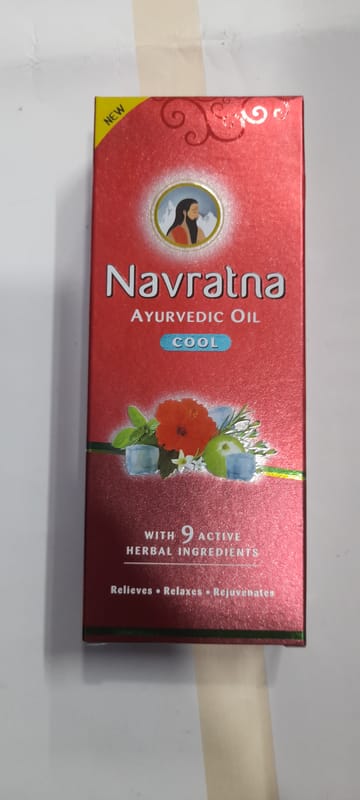 NEW
Navratna
AYURVEDIC OIL
COOL
WITH 9 ACTIVE
HERBAL INGREDIENTS
Relieves • Relaxes • Rejuvenates